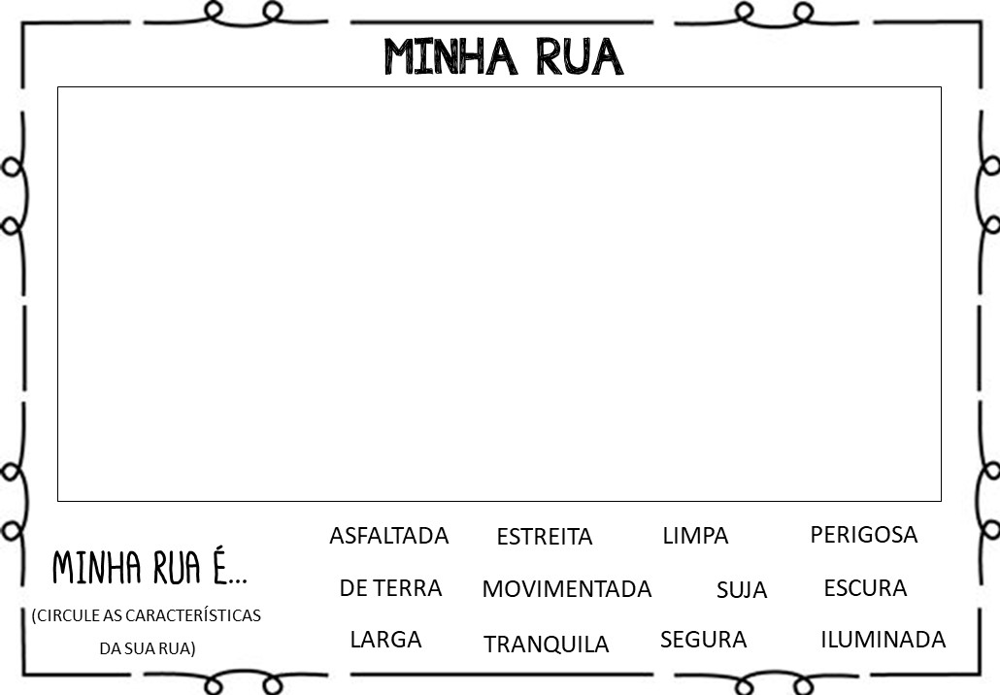 MINHA RUA
ASFALTADA ESTREITA LIMPA PERIGOSA
MINHA RUA É...
DE TERRA MOVIMENTADA SUJA ESCURA
(CIRCULE AS CARACTERÍSTICAS
DA SUA RUA)
LARGA TRANQUILA SEGURA ILUMINADA